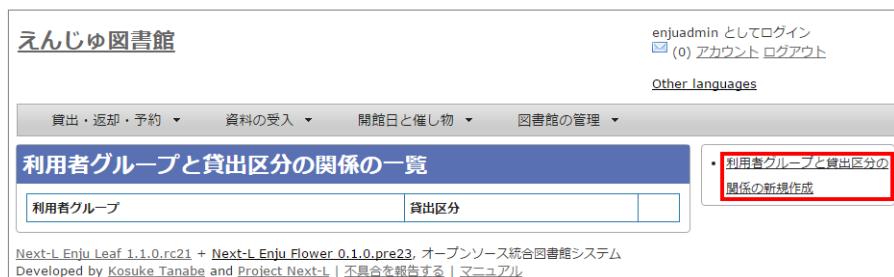 えんじゅ図書館
enjuadmin としてログイン
(0) アカウント ログアウト
Other languages
貸出・返却・予約 ▼ 資料の受入 ▼ 開館日と催し物 ▼ 図書館の管理 ▼
利用者グループと貸出区分の関係の一覧
利用者グループ 貸出区分
• 利用者グループと貸出区分の
関係の新規作成
Next-L Enju Leaf 1.1.0.rc21 + Next-L Enju Flower 0.1.0.pre23, オープンソース統合図書館システム
Developed by Kosuke Tanabe and Project Next-L | 不具合を報告する | マニュアル